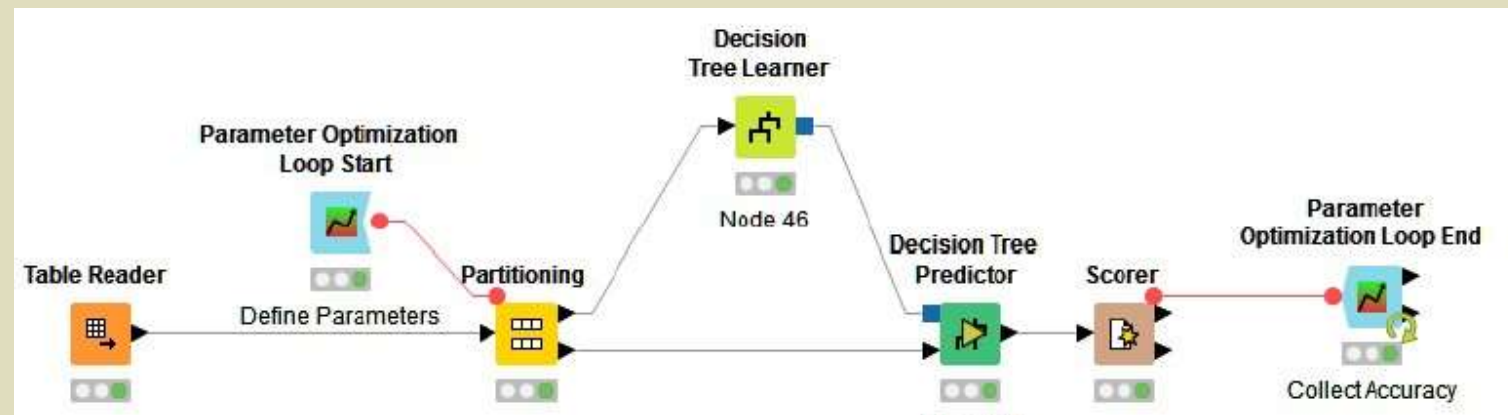 Decision
Tree Learner
Parameter Optimization
Loop Start
Node 46
Parameter
Optimization Loop End
Decision Tree
Predictor
Table Reader
Partitioning
Scorer
Define Parameters
Collect Accuracy